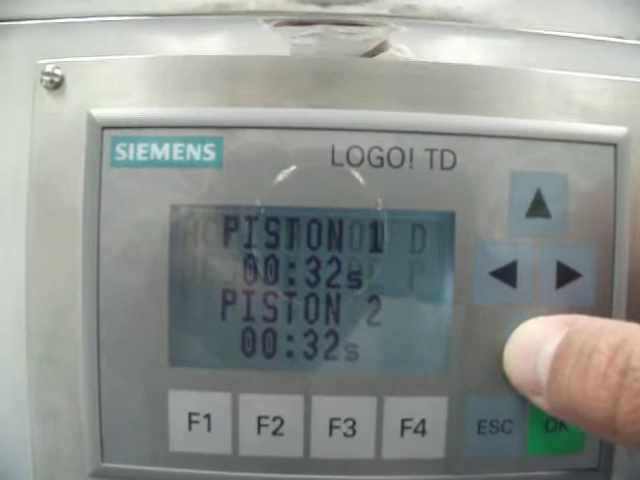 SIEMENS
LOGO! TD
PISTON 1
00:32s
PISTON 2
00:32s
F1
F2
F3
F4
ESC
OK